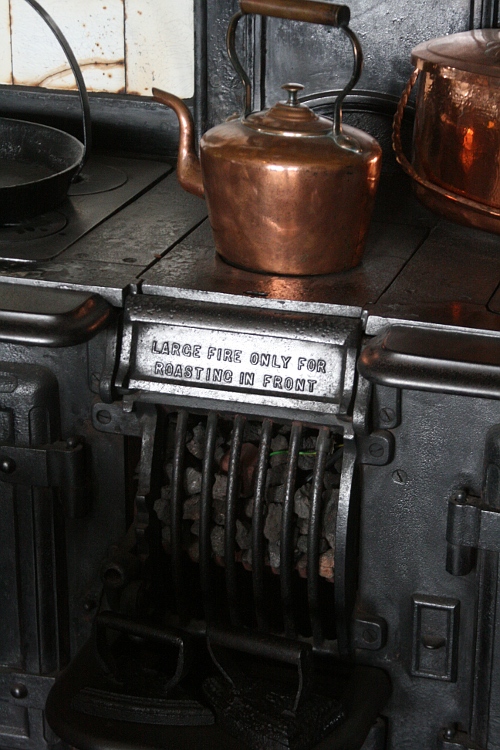 LARGE FIRE ONLY FOR
ROASTING IN FRONT